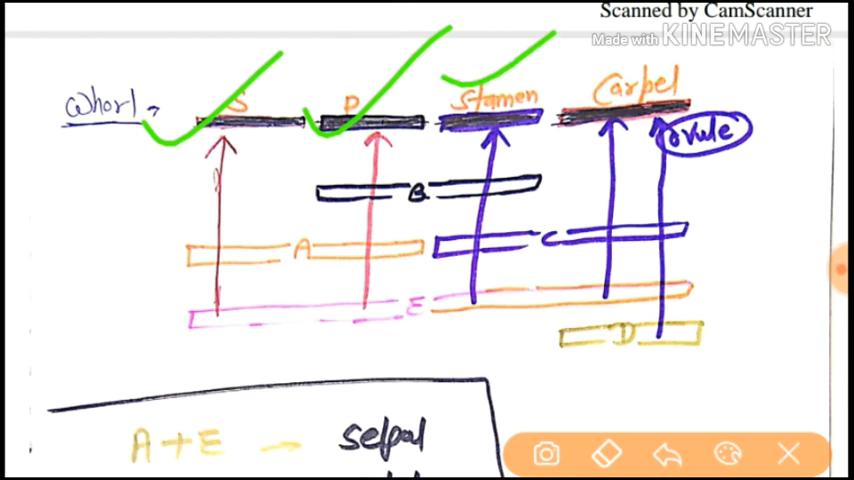 Scanned by CamScanner
Made with KINEMASTER
Whorl
S P Stamen Carpel
ovule
B
C
A
E
D
A + E → selpal